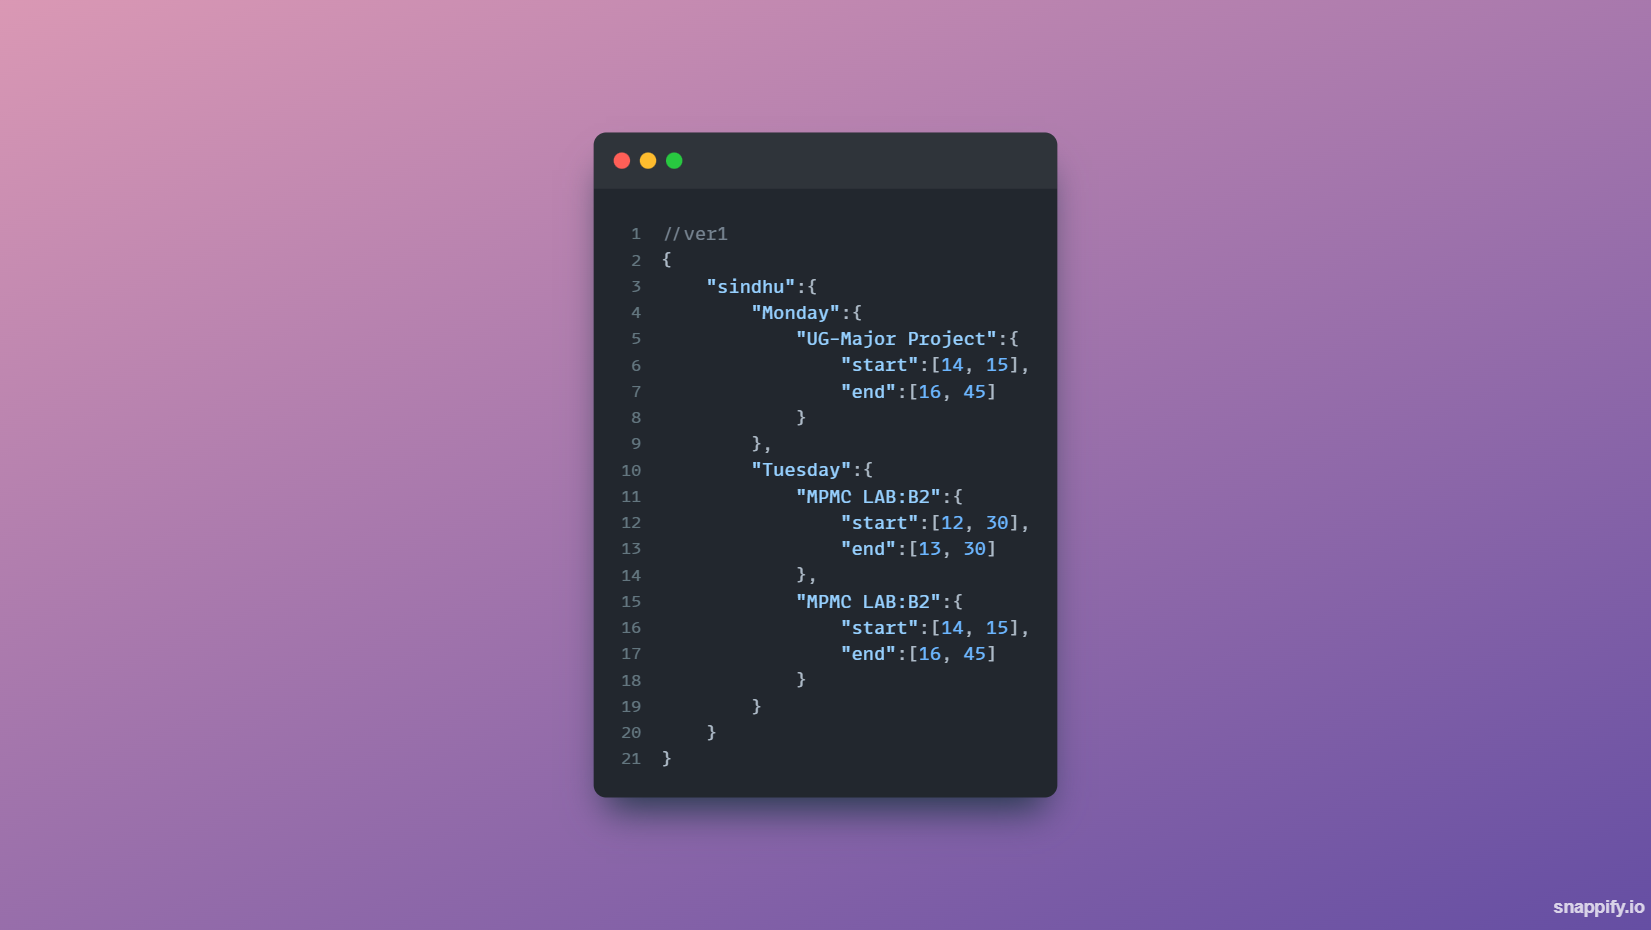 1 //ver1
2 {
3     "sindhu":{
4         "Monday":{
5             "UG-Major Project":{
6                 "start":[14, 15],
7                 "end":[16, 45]
8             }
9         },
10         "Tuesday":{
11             "MPMC LAB:B2":{
12                 "start":[12, 30],
13                 "end":[13, 30]
14             },
15             "MPMC LAB:B2":{
16                 "start":[14, 15],
17                 "end":[16, 45]
18             }
19         }
20     }
21 }
snappify.io